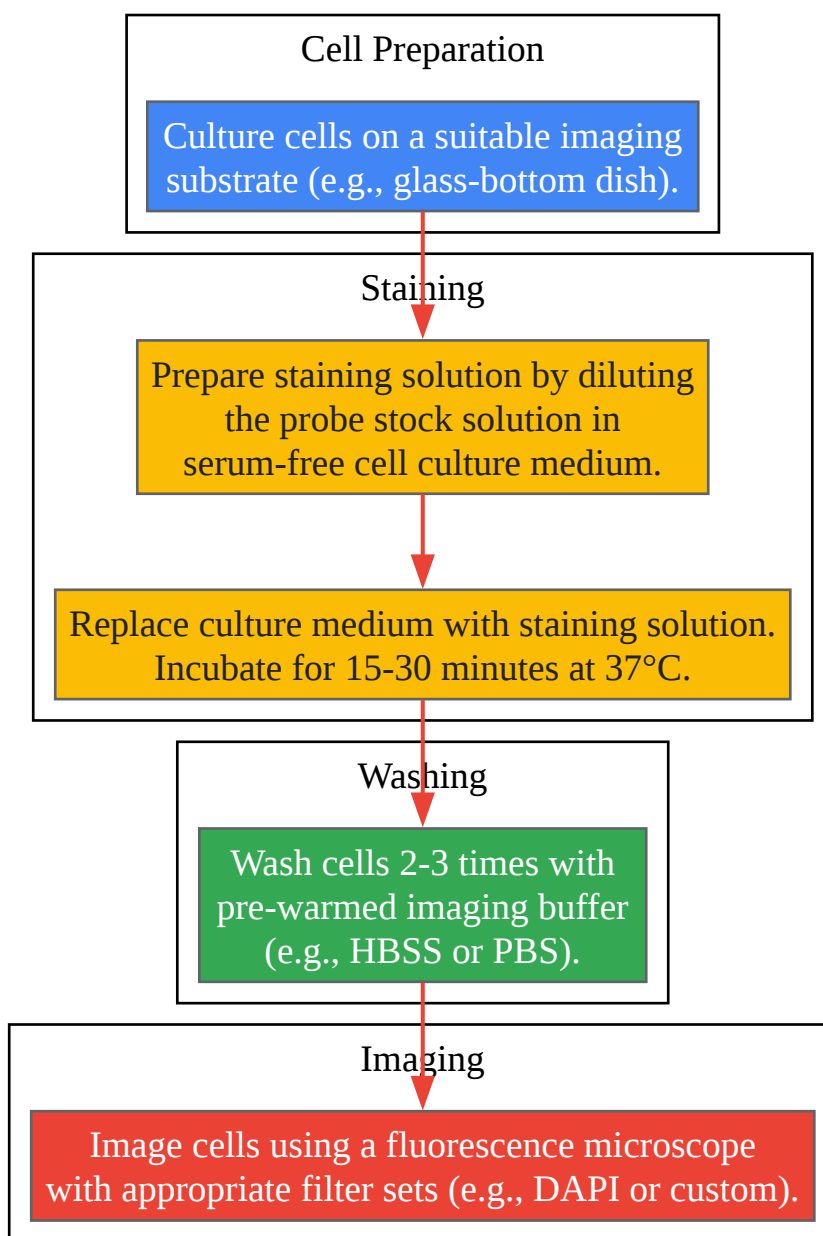 Cell Preparation
Culture cells on a suitable imaging
substrate (e.g., glass-bottom dish).
Staining
Prepare staining solution by diluting
the probe stock solution in
serum-free cell culture medium.
Replace culture medium with staining solution.
Incubate for 15-30 minutes at 37°C.
Washing
Wash cells 2-3 times with
pre-warmed imaging buffer
(e.g., HBSS or PBS).
Imaging
Image cells using a fluorescence microscope
with appropriate filter sets (e.g., DAPI or custom).